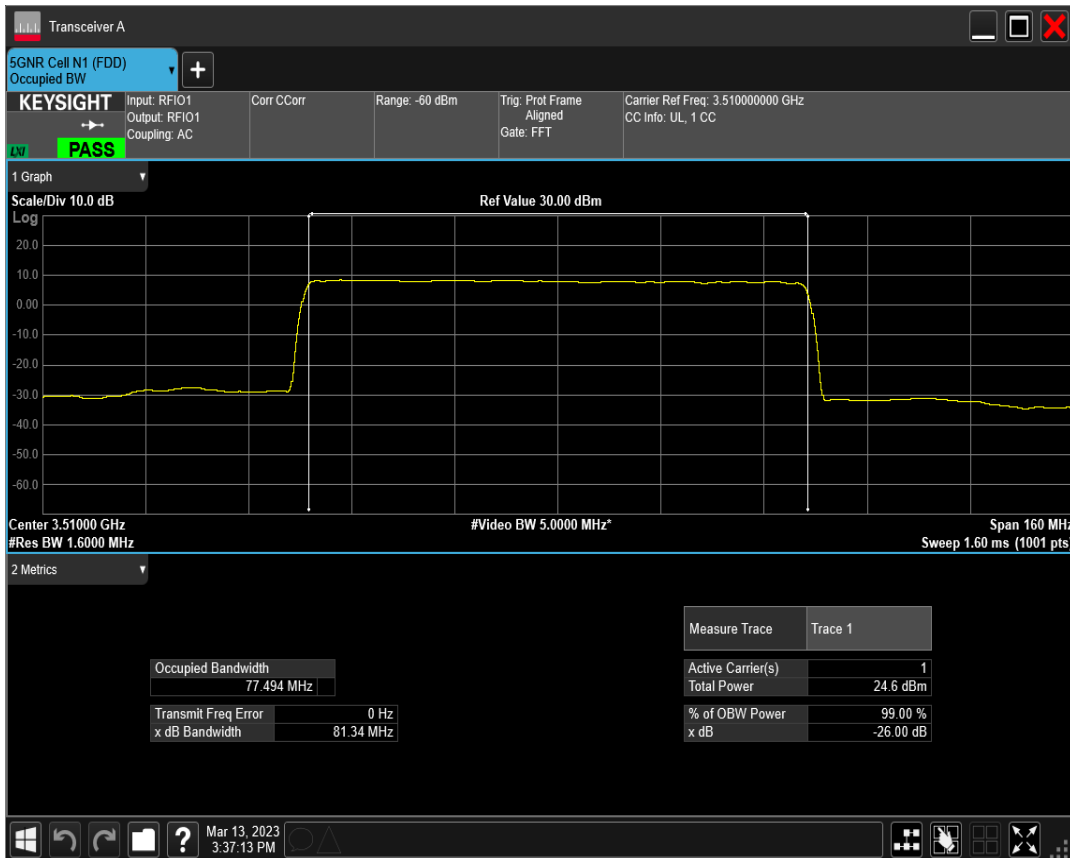 Transceiver A
5GNR Cell N1 (FDD)
Occupied BW
+
KEYSIGHT
LXI
PASS
Input: RFIO1
Output: RFIO1
Coupling: AC
Corr CCorr
Range: -60 dBm
Trig: Prot Frame
Aligned
Gate: FFT
Carrier Ref Freq: 3.510000000 GHz
CC Info: UL, 1 CC
1 Graph
Scale/Div 10.0 dB
Ref Value 30.00 dBm
Log
20.0
10.0
0.00
-10.0
-20.0
-30.0
-40.0
-50.0
-60.0
Center 3.51000 GHz
#Video BW 5.0000 MHz*
Span 160 MHz
#Res BW 1.6000 MHz
Sweep 1.60 ms (1001 pts)
2 Metrics
Measure Trace Trace 1
Occupied Bandwidth
77.494 MHz
Active Carrier(s) 1
Total Power 24.6 dBm
Transmit Freq Error 0 Hz
x dB Bandwidth 81.34 MHz
% of OBW Power 99.00 %
x dB -26.00 dB
?
Mar 13, 2023
3:37:13 PM